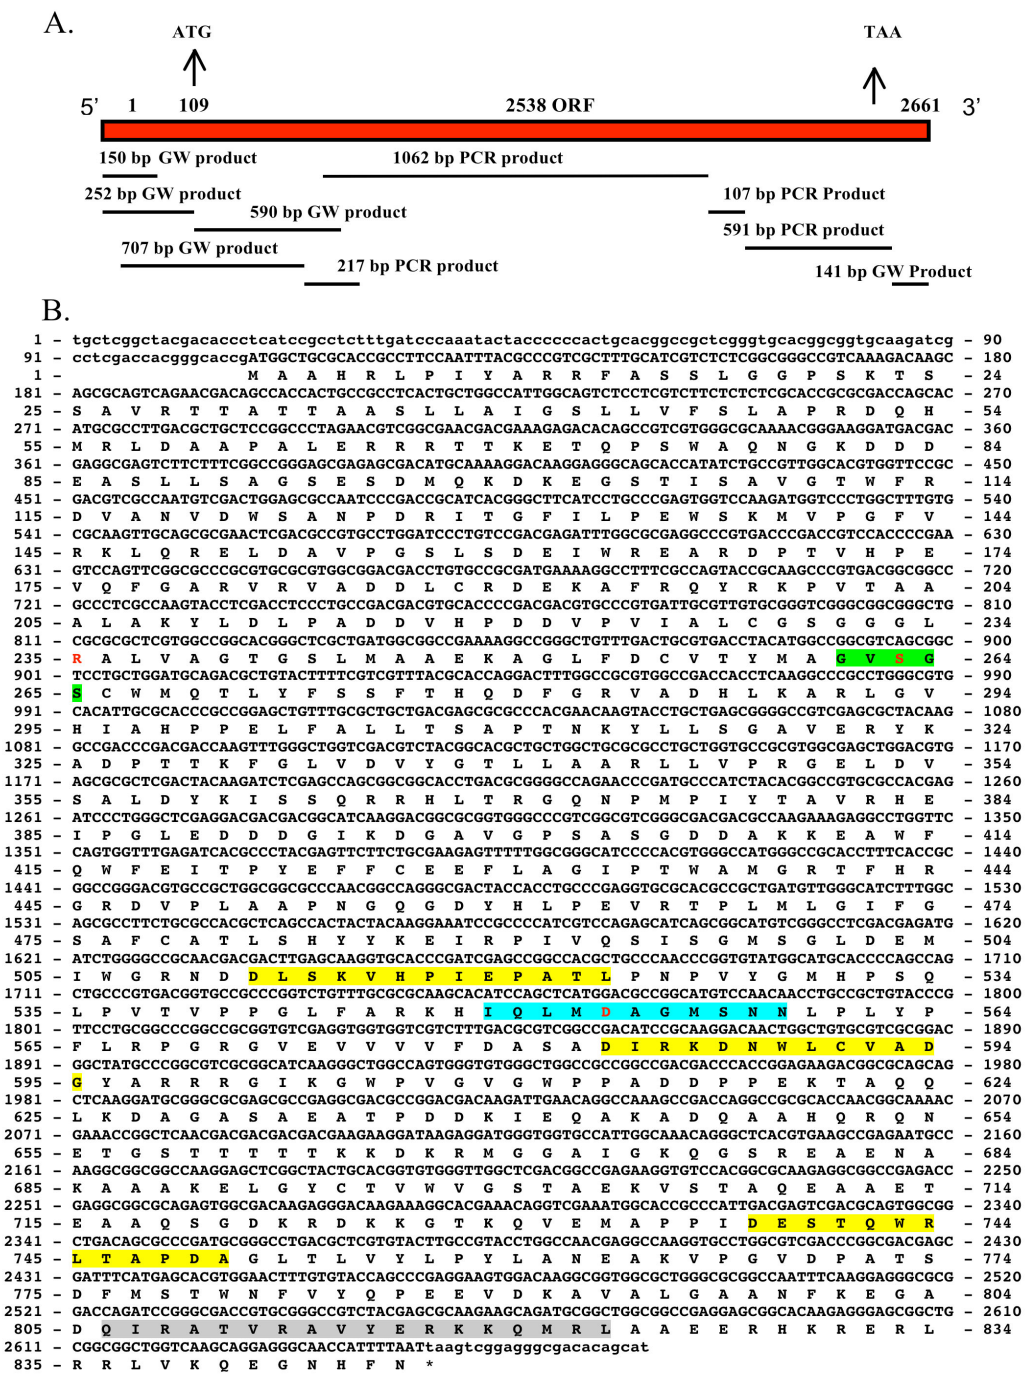 A.
ATG TAA
5’ 1 109 2538 ORF 2661 3’
150 bp GW product 1062 bp PCR product
252 bp GW product 107 bp PCR Product
590 bp GW product
591 bp PCR product
707 bp GW product
217 bp PCR product
141 bp GW Product
B.
1 - tgctcggctacgacaaccctcatccgcctctttgatcccaaatactacccccccactgcacggccgctcgggtgcacggcggtgcaagatcg - 90
91 - cctcgaccacgggcaccgATGGCTGCGCACCGCCTTCCAATTTACGCCCGTCGCTTTGCATCGTCTCTCGGCGGGCCGTCAAAGACAAGC - 180
1 - M A A H R L P I Y A R R F A S S L G G P S K T S - 24
181 - AGCGCAGTCAGAACGACAGCCACCACTGCCGCCTCACTGCTGGCCATTGGCAGTCTCCTCGTCTTCTCTCTCGCACCGCGCGACCAGCAC - 270
25 - S A V R T T A T T A A S L L A I G S L L V F S L A P R D Q H - 54
271 - ATGCGCCTTGACGCTGCTCCGGCCCTAGAACGTCGGCGAACGACGAAAGAGACACAGCCGTCGTGGGCGCAAAACGGGAAGGATGACGAC - 360
55 - M R L D A A P A L E R R R T T K E T Q P S W A Q N G K D D D - 84
361 - GAGGCGAGTCTTCTTTCGGCCGGGAGCGAGAGCGACATGCAAAAGGACAAGGAGGGCAGCACCATATCTGCCGTTGGCACGTGGTTCCGC - 450
85 - E A S L L S A G S E S D M Q K D K E G S T I S A V G T W F R - 114
451 - GACGTCGCCAATGTCGACTGGAGCGCCAATCCCGACCGCATCACGGGCTTCATCCTGCCCGAGTGGTCCAAGATGGTCCCTGGCTTTGTG - 540
115 - D V A N V D W S A N P D R I T G F I L P E W S K M V P G F V - 144
541 - CGCAAGTTGCAGCGCGAACTCGACGCCGTGCCTGGATCCCTGTCCGACGAGATTTGGCGCGAGGCCCGTGACCCGACCGTCCACCCCGAA - 630
145 - R K L Q R E L D A V P G S L S D E I W R E A R D P T V H P E - 174
631 - GTCCAGTTCGGCGCCCGCGTGCGCGTGGCGGACGACCTGTGCCGCGATGAAAAGGCCTTTCGCCAGTACCGCAAGCCCGTGACGGCGGCC - 720
175 - V Q F G A R V R V A D D L C R D E K A F R Q Y R K P V T A A - 204
721 - GCCCTCGCCAAGTACCTCGACCTCCCTGCCGACGACGTGCACCCCGACGACGTGCCCGTGATTGCGTTGTGCGGGTCGGGCGGCGGGCTG - 810
205 - A L A K Y L D L P A D D V H P D D V P V I A L C G S G G G L - 234
811 - CGCGCGCTCGTGGCCGGCACGGGCTCGCTGATGGCGGCCGAAAAGGCCGGGCTGTTTGACTGCGTGACCTACATGGCCGGCGTCAGCGGC - 900
235 - R A L V A G T G S L M A A E K A G L F D C V T Y M A G V S G - 264
901 - TCCTGCTGGATGCAGACGCTGTACTTTTCGTCGTTTACGCACCAGGACTTTGGCCGCGTGGCCGACCACCTCAAGGCCCGCCTGGGCGTG - 990
265 - S C W M Q T L Y F S S F T H Q D F G R V A D H L K A R L G V - 294
991 - CACATTGCGCACCCGCCGGAGCTGTTTGCGCTGCTGACGAGCGCGCCCACGAACAAGTACCTGCTGAGCGGGGCCGTCGAGCGCTACAAG - 1080
295 - H I A H P P E L F A L L T S A P T N K Y L L S G A V E R Y K - 324
1081 - GCCGACCCGACGACCAAGTTTGGGCTGGTCGACGTCTACGGCACGCTGCTGGCTGCGCGCCTGCTGGTGCCGCGTGGCGAGCTGGACGTG - 1170
325 - A D P T T K F G L V D V Y G T L L A A R L L V P R G E L D V - 354
1171 - AGCGCGCTCGACTACAAGATCTCGAGCCAGCGGCGGCACCTGACGCGGGGCCAGAACCCGATGCCCATCTACACGGCCGTGCGCCACGAG - 1260
355 - S A L D Y K I S S Q R R H L T R G Q N P M P I Y T A V R H E - 384
1261 - ATCCCTGGGCTCGAGGACGACGACGGCATCAAGGACGGCGCGGTGGGCCCGTCGGCGTCGGGCGACGACGCCAAGAAAGAGGCCTGGTTC - 1350
385 - I P G L E D D D G I K D G A V G P S A S G D D A K K E A W F - 414
1351 - CAGTGGTTTGAGATCACGCCCTACGAGTTCTTCTGCGAAGAGTTTTTGGCGGGCATCCCCACGTGGGCCATGGGCCGCACCTTTCACCGC - 1440
415 - Q W F E I T P Y E F F C E E F L A G I P T W A M G R T F H R - 444
1441 - GGCCGGGACGTGCCGCTGGCGGCGCCCAACGGCCAGGGCGACTACCACCTGCCCGAGGTGCGCACGCCGCTGATGTTGGGCATCTTTGGC - 1530
445 - G R D V P L A A P N G Q G D Y H L P E V R T P L M L G I F G - 474
1531 - AGCGCCTTCTGCGCCACGCTCAGCCACTACTACAAGGAAATCCGCCCCATCGTCCAGAGCATCAGCGGCATGTCGGGCCTCGACGAGATG - 1620
475 - S A F C A T L S H Y Y K E I R P I V Q S I S G M S G L D E M - 504
1621 - ATCTGGGGCCGCAACGACGACTTGAGCAAGGTCCACCCGATCGAGCCGGCCACGCTGCCCAACCCGGTGTATGGCATGCACCCCAGCCAG - 1710
505 - I W G R N D D L S K V H P I E P A T L P N P V Y G M H P S Q - 534
1711 - CTGCCCGTGACGGTGCCGCCCGGTCTGTTTGCGCGCAAGCACATCCAGCTCATGGACGCCGGCATGTCCAACAACCTGCCGCTGTACCCG - 1800
535 - L P V T V P P G L F A R K H I Q L M D A G M S N N L P L Y P - 564
1801 - TTCCTGCGGCCCGGCCGCGGTGTCGAGGTGGTGGTCGTCTTTGACGCGTCGGCCGACATCCGCAAGGACAACTGGCTGTGCGTCGCGGAC - 1890
565 - F L R P G R G V E V V V V F D A S A D I R K D N W L C V A D - 594
1891 - GGCTATGCCCGGCGTCGCGGCATCAAGGGCTGGCCAGTGGGTGTGGGCTGGCCGCCGGCCGACGACCCACCGGAGAAGACGGCGCAGCAG - 1980
595 - G Y A R R R G I K G W P V G V G W P P A D D P P E K T A Q Q - 624
1981 - CTCAAGGATGCGGGCGCGAGCGCCGAGGCGACGCCGGACGACAAGATTGAACAGGCCAAAGCCGACCAGGCCGCGCACCAACGGCAAAAC - 2070
625 - L K D A G A S A E A T P D D K I E Q A K A D Q A A H Q R Q N - 654
2071 - GAAACCGGCTCAACGACGACGACGACGAAGAAGGATAAGAGGATGGGTGGTGCCATTGGCAAACAGGGCTCACGTGAAGCCGAGAATGCC - 2160
655 - E T G S T T T T T K K D K R M G G A I G K Q G S R E A E N A - 684
2161 - AAGGCGGCGGCCAAGGAGCTCGGCTACTGCACGGTGTGGGTTGGCTCGACGGCCGAGAAGGTGTCCACGGCGCAAGAGGCGGCCGAGACC - 2250
685 - K A A A K E L G Y C T V W V G S T A E K V S T A Q E A A E T - 714
2251 - GAGGCGGCGCAGAGTGGCGACAAGAGGGACAAGAAAGGCACGAAACAGGTCGAAATGGCACCGCCCATTGACGAGTCGACGCAGTGGCGG - 2340
715 - E A A Q S G D K R D K K G T K Q V E M A P P I D E S T Q W R - 744
2341 - CTGACAGCGCCCGATGCGGGCCTGACGCTCGTGTACTTGCCGTACCTGGCCAACGAGGCCAAGGTGCCTGGCGTCGACCCGGCGACGAGC - 2430
745 - L T A P D A G L T L V Y L P Y L A N E A K V P G V D P A T S - 774
2431 - GATTTCATGAGCACGTGGAACTTTGTGTACCAGCCCGAGGAAGTGGACAAGGCGGTGGCGCTGGGCGCGGCCAATTTCAAGGAGGGCGCG - 2520
775 - D F M S T W N F V Y Q P E E V D K A V A L G A A N F K E G A - 804
2521 - GACCAGATCCGGGCGACCGTGCGGGCCGTCTACGAGCGCAAGAAGCAGATGCGGCTGGCGGCCGAGGAGCGGCACAAGAGGGAGCGGCTG - 2610
805 - D Q I R A T V R A V Y E R K K Q M R L A A E E R H K R E R L - 834
2611 - CGGCGGCTGGTCAAGCAGGAGGGCAACCATTTTAATtaagtcggagggcgacacagcat
835 - R R L V K Q E G N H F N *